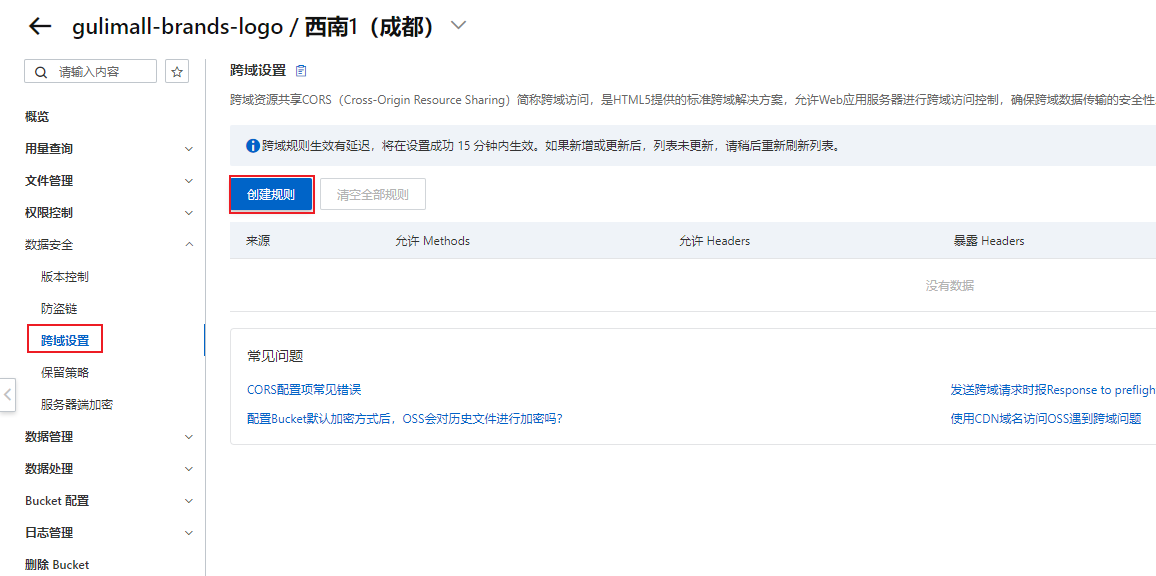 gulimall-brands-logo / 西南1（成都）
请输入内容
概览
用量查询
文件管理
权限控制
数据安全
版本控制
防盗链
跨域设置
保留策略
服务器端加密
数据管理
数据处理
Bucket 配置
日志管理
删除 Bucket
跨域设置
跨域资源共享CORS（Cross-Origin Resource Sharing）简称跨域访问，是HTML5提供的标准跨域解决方案，允许Web应用服务器进行跨域访问控制，确保跨域数据传输的安全性
跨域规则生效有延迟，将在设置成功 15 分钟内生效。如果新增或更新后，列表未更新，请稍后重新刷新列表。
创建规则 清空全部规则
来源 允许 Methods 允许 Headers 暴露 Headers
没有数据
常见问题
CORS配置项常见错误 发送跨域请求时报Response to prefligh
配置Bucket默认加密方式后，OSS会对历史文件进行加密吗? 使用CDN域名访问OSS遇到跨域问题